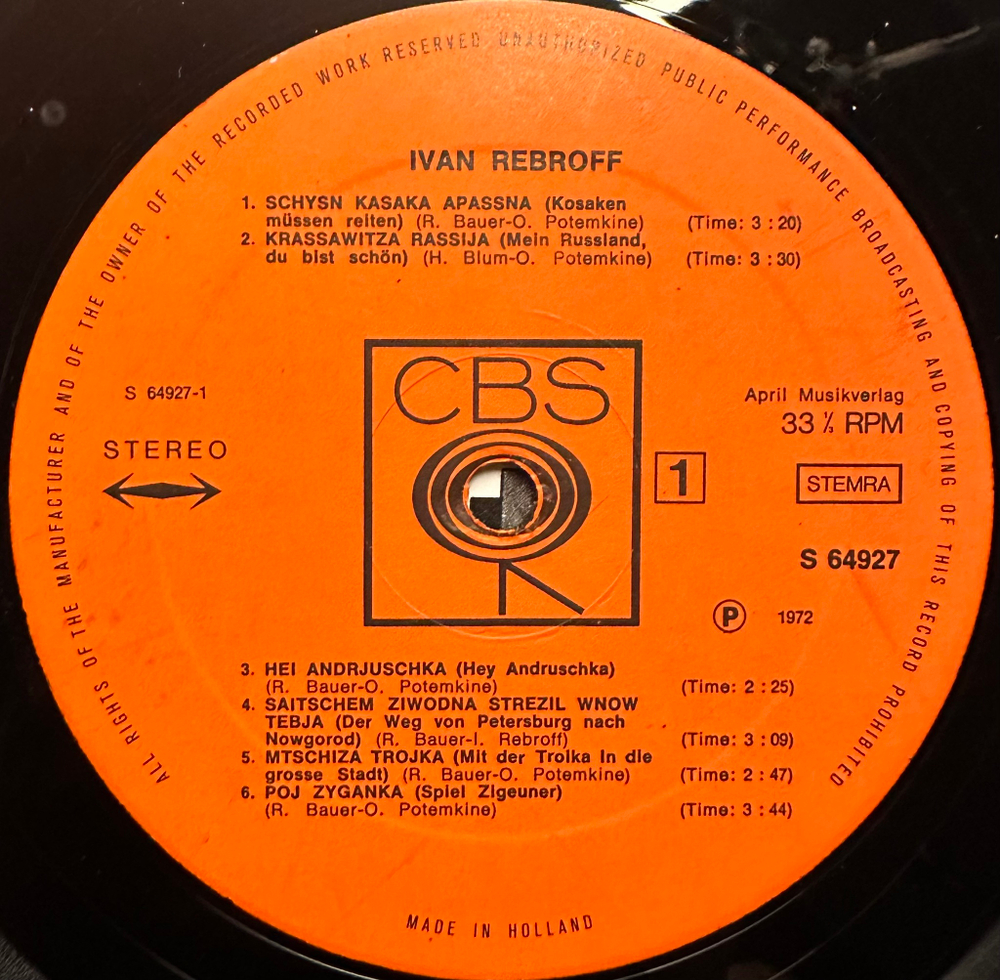 ALL RIGHTS OF THE MANUFACTURER AND OF THE OWNER OF THE RECORDED WORK RESERVED UNAUTHORIZED PUBLIC PERFORMANCE BROADCASTING AND COPYING OF THIS RECORD PROHIBITED
IVAN REBROFF
1. SCHYSN KASAKA APASSNA (Kosaken
müssen reiten) (R. Bauer-O. Potemkine) (Time: 3 : 20)
2. KRASSAWITZA RASSIJA (Mein Russland,
du bist schön) (H. Blum-O. Potemkine) (Time: 3 : 30)
CBS
S 64927-1
STEREO
April Musikverlag
33 ⅓ RPM
1
STEMRA
S 64927
℗ 1972
3. HEI ANDRJUSCHKA (Hey Andruschka)
(R. Bauer-O. Potemkine) (Time: 2 : 25)
4. SAITSCHEM ZIWODNA STREZIL WNOW
TEBJA (Der Weg von Petersburg nach
Nowgorod) (R. Bauer-I. Rebroff) (Time: 3 : 09)
5. MTSCHIZA TROJKA (Mit der Troika in die
grosse Stadt) (R. Bauer-O. Potemkine) (Time: 2 : 47)
6. POJ ZYGANKA (Spiel Zigeuner)
(R. Bauer-O. Potemkine) (Time: 3 : 44)
MADE IN HOLLAND